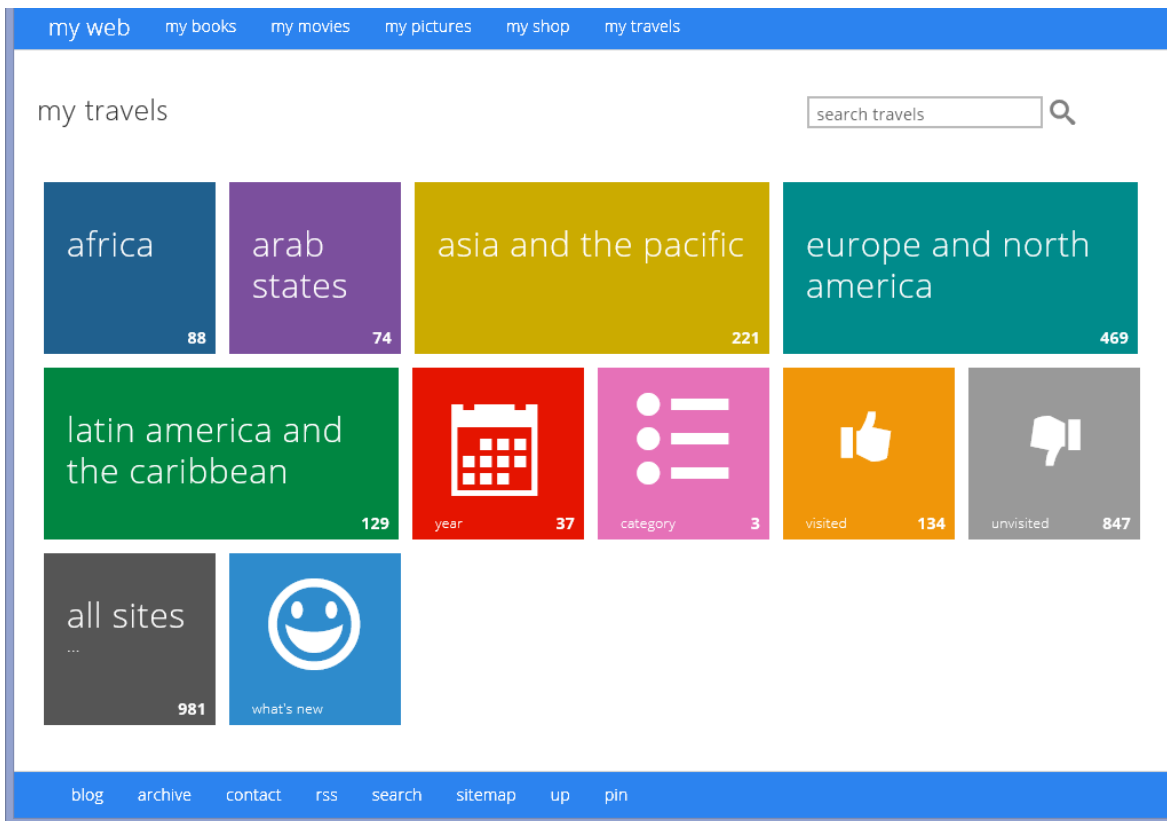 my web my books my movies my pictures my shop my travels
my travels
search travels
africa
88
arab
states
74
asia and the pacific
221
europe and north
america
469
latin america and
the caribbean
129
year 37
category 3
visited 134
unvisited 847
all sites
...
981
what's new
blog archive contact rss search sitemap up pin